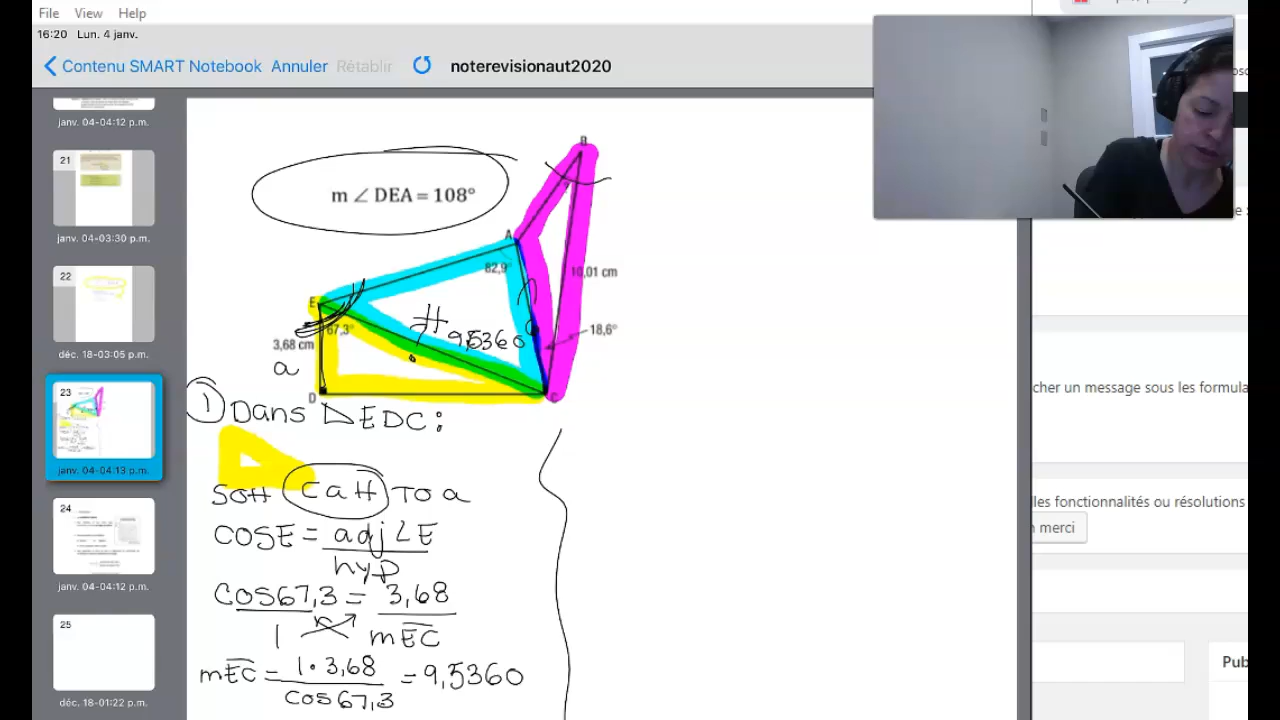 File View Help
16:20 Lun. 4 janv.
Contenu SMART Notebook Annuler Rétablir noterevisionaut2020
janv. 04-04:12 p.m.
21
janv. 04-03:30 p.m.
22
déc. 18-03:05 p.m.
23
janv. 04-04:13 p.m.
24
janv. 04-04:12 p.m.
25
déc. 18-01:22 p.m.
m ∠ DEA = 108°
B
A
82,9°
10,01 cm
E
67,3°
H
9,5360
18,6°
3,68 cm
a
D
C
① Dans △EDC :
SOH CaH TOa
COSE = adj∠E
hyp
COS67,3 = 3,68
1 mEC
mEC = 1•3,68 = 9,5360
cos67,3
cher un message sous les formula
lles fonctionnalités ou résolutions
merci
Pub